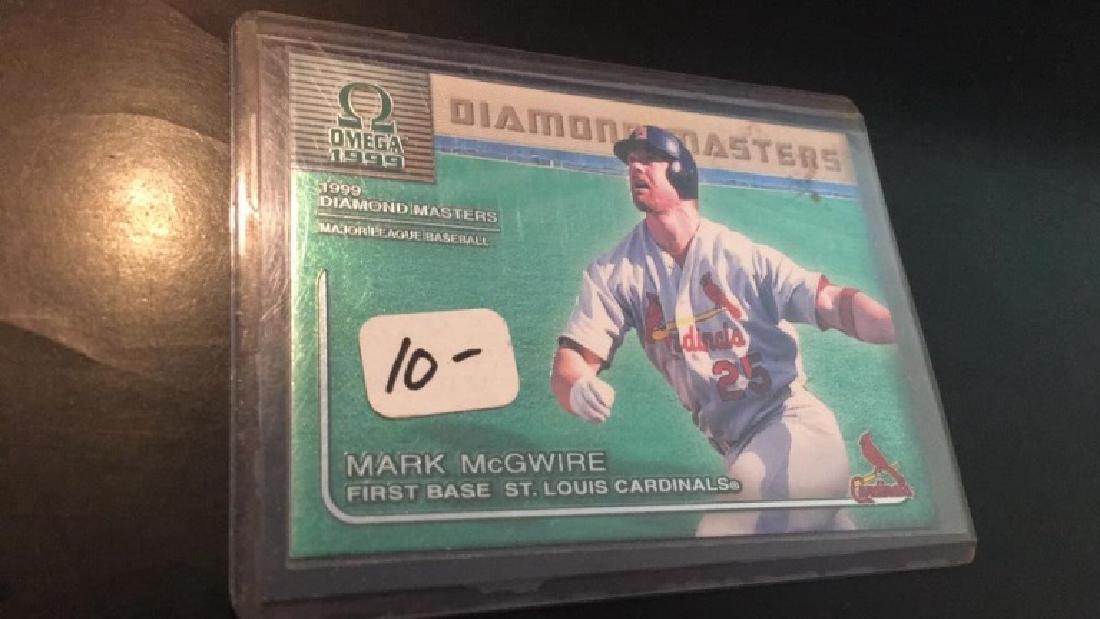 Ω
OMEGA
1999
DIAMOND MASTERS
1999
DIAMOND MASTERS
MAJOR LEAGUE BASEBALL
Cardinals
25
10-
MARK McGWIRE
FIRST BASE ST. LOUIS CARDINALS®
Cardinals